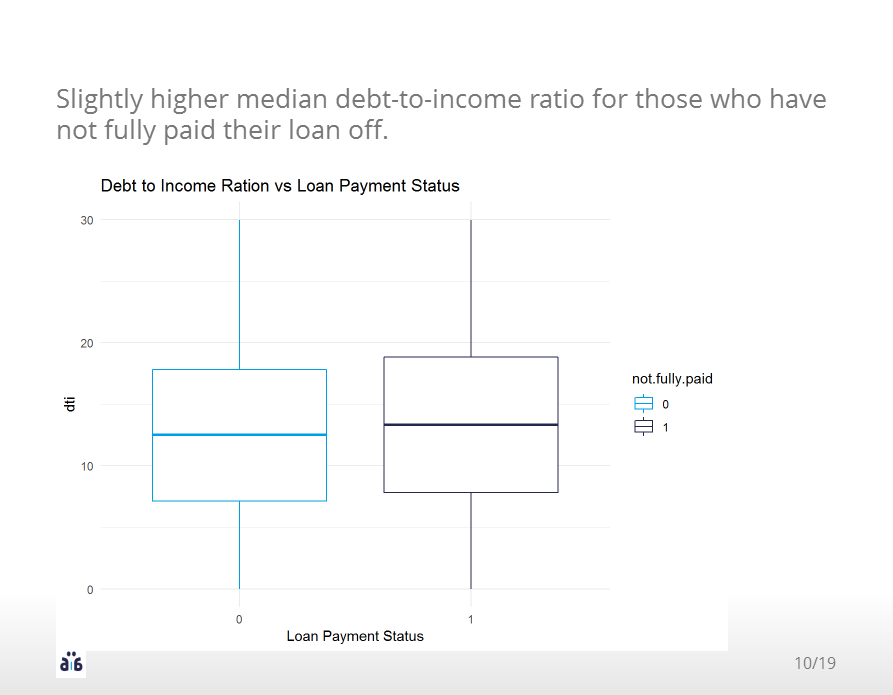 Slightly higher median debt-to-income ratio for those who have
not fully paid their loan off.
Debt to Income Ration vs Loan Payment Status
30
20
10
0
dti
0
1
Loan Payment Status
not.fully.paid
0
1
10/19